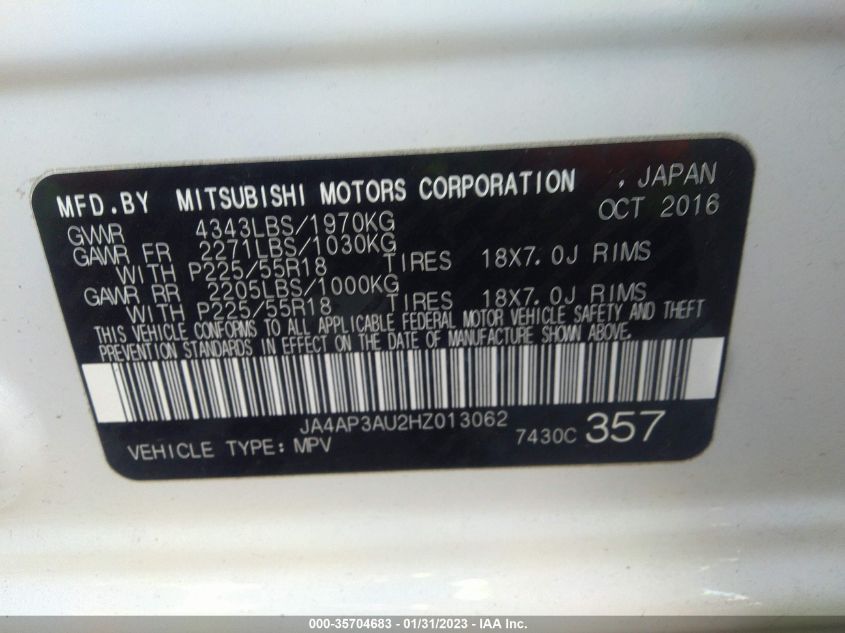 MFD.BY MITSUBISHI MOTORS CORPORATION , JAPAN
GVWR 4343LBS/1970KG OCT 2016
GAWR FR 2271LBS/1030KG
WITH P225/55R18 TIRES 18X7.0J RIMS
GAWR RR 2205LBS/1000KG
WITH P225/55R18 TIRES 18X7.0J RIMS
THIS VEHICLE CONFORMS TO ALL APPLICABLE FEDERAL MOTOR VEHICLE SAFETY AND THEFT
PREVENTION STANDARDS IN EFFECT ON THE DATE OF MANUFACTURE SHOWN ABOVE.
JA4AP3AU2HZ013062
VEHICLE TYPE: MPV 7430C 357
000-35704683 - 01/31/2023 - IAA Inc.